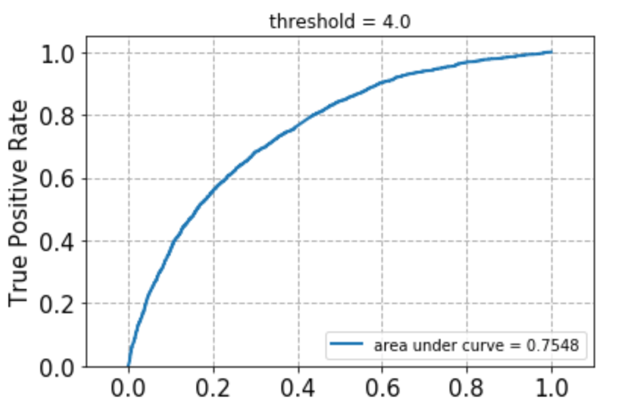 threshold = 4.0
True Positive Rate
1.0
0.8
0.6
0.4
0.2
0.0
area under curve = 0.7548
0.0 0.2 0.4 0.6 0.8 1.0